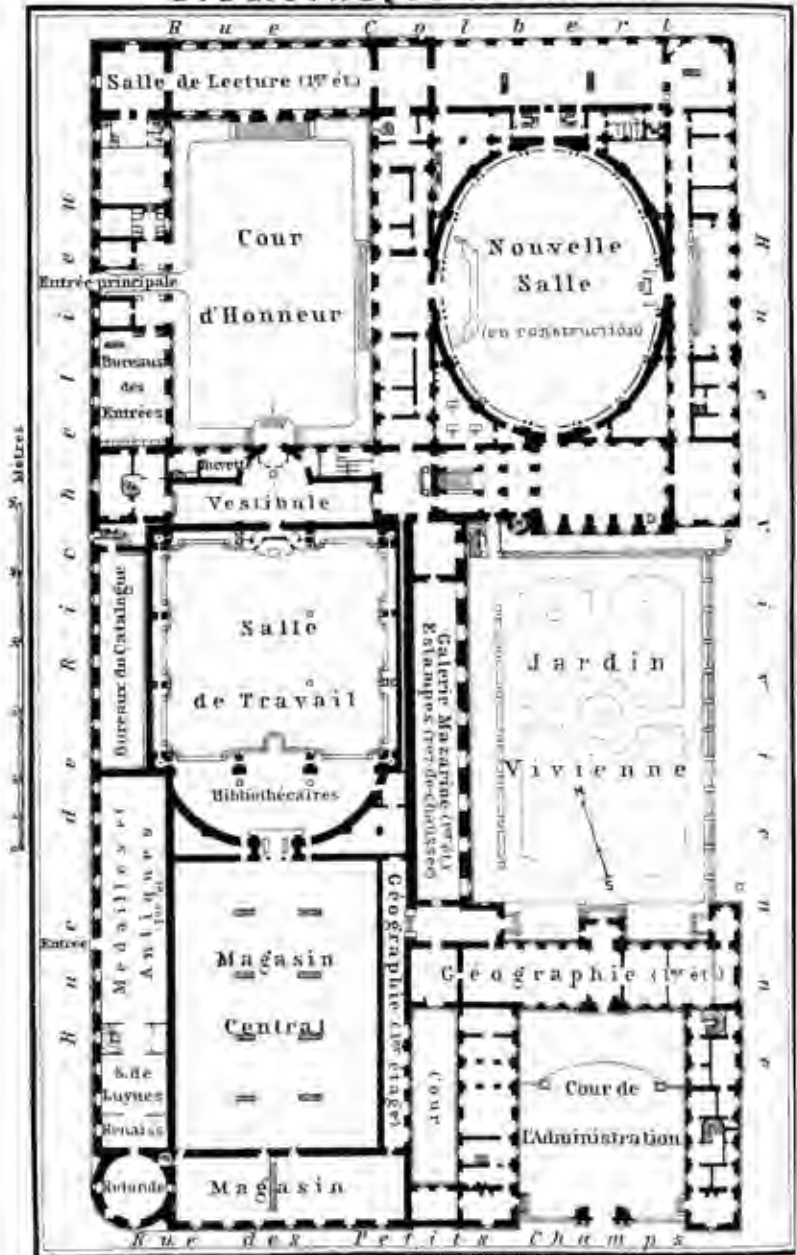 Rue Colbert
Salle de Lecture (1er ét.)
Cour
d'Honneur
Nouvelle
Salle
(en construction)
Entrée principale
Bureaux
des
Entrées
Vestibule
Rue de Richelieu
Rue Vivienne
Mètres
Bureaux du Catalogue
Salle
de Travail
Bibliothécaires
Galerie Mazarine (1er ét.)
Estampes (rez-de-chaussée)
Jardin
Vivienne
N
S
Médailles et
Antiques
Entrée
Magasin
Central
Géographie (1er étage)
Géographie (1er ét.)
S. de
Luynes
Renaiss
Cour
Cour de
L'Administration
Rotonde
Magasin
Rue des Petits Champs